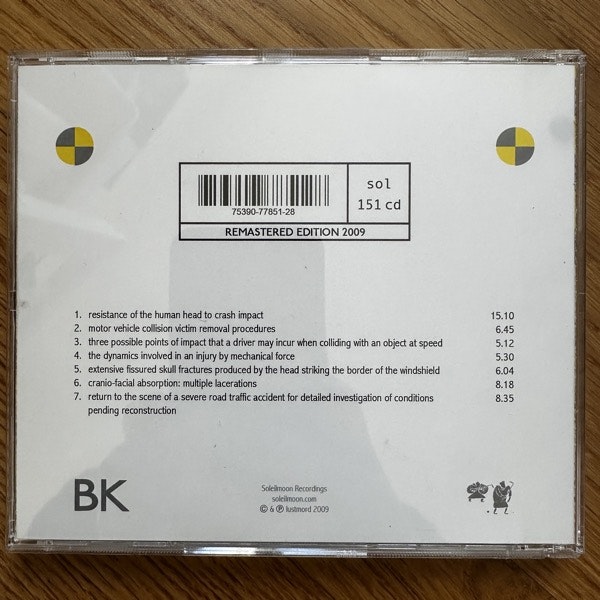 75390-77851-28
sol
151 cd
REMASTERED EDITION 2009
1. resistance of the human head to crash impact 15.10
2. motor vehicle collision victim removal procedures 6.45
3. three possible points of impact that a driver may incur when colliding with an object at speed 5.12
4. the dynamics involved in an injury by mechanical force 5.30
5. extensive fissured skull fractures produced by the head striking the border of the windshield 6.04
6. cranio-facial absorption: multiple lacerations 8.18
7. return to the scene of a severe road traffic accident for detailed investigation of conditions 8.35
pending reconstruction
BK
Soleilmoon Recordings
soleilmoon.com
© & ℗ lustmord 2009